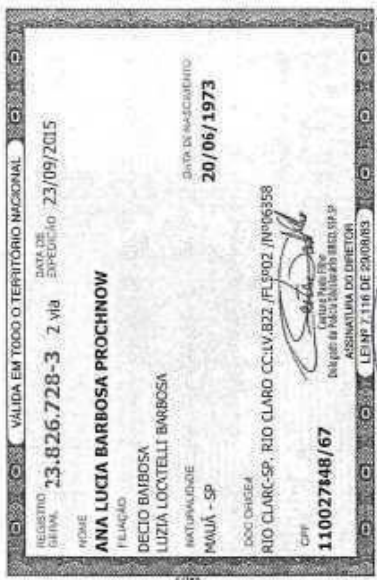 VÁLIDA EM TODO O TERRITÓRIO NACIONAL
REGISTRO GERAL 23.826.728-3 2 via DATA DE EXPEDIÇÃO 23/09/2015
NOME
ANA LUCIA BARBOSA PROCHNOW
FILIAÇÃO
DECIO BARBOSA
LUZIA LOCATELLI BARBOSA
NATURALIDADE DATA DE NASCIMENTO
MAUÁ - SP 20/06/1973
DOC ORIGEM
RIO CLARO-SP RIO CLARO CC:LV.B22 /FLS
CPF
110027848/67
ASSINATURA DO DIRETOR
LEI Nº 7.116 DE 29/08/83